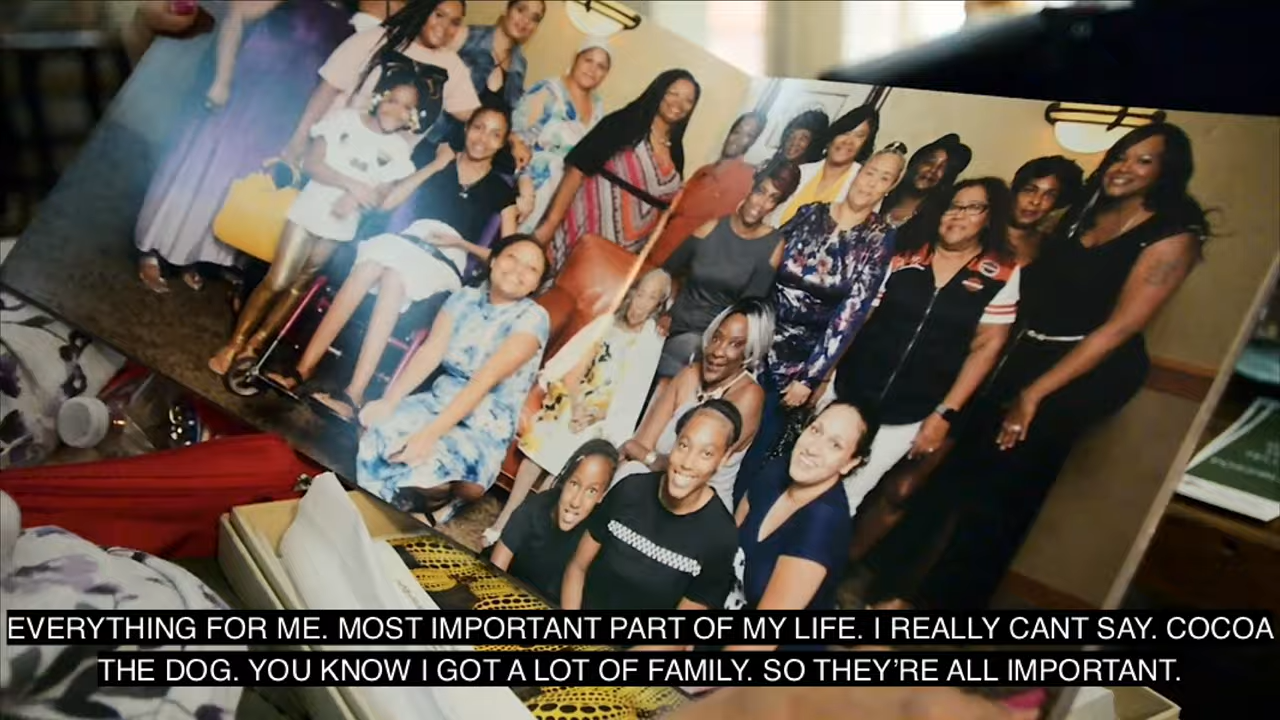 EVERYTHING FOR ME. MOST IMPORTANT PART OF MY LIFE. I REALLY CANT SAY. COCOA
THE DOG. YOU KNOW I GOT A LOT OF FAMILY. SO THEY’RE ALL IMPORTANT.